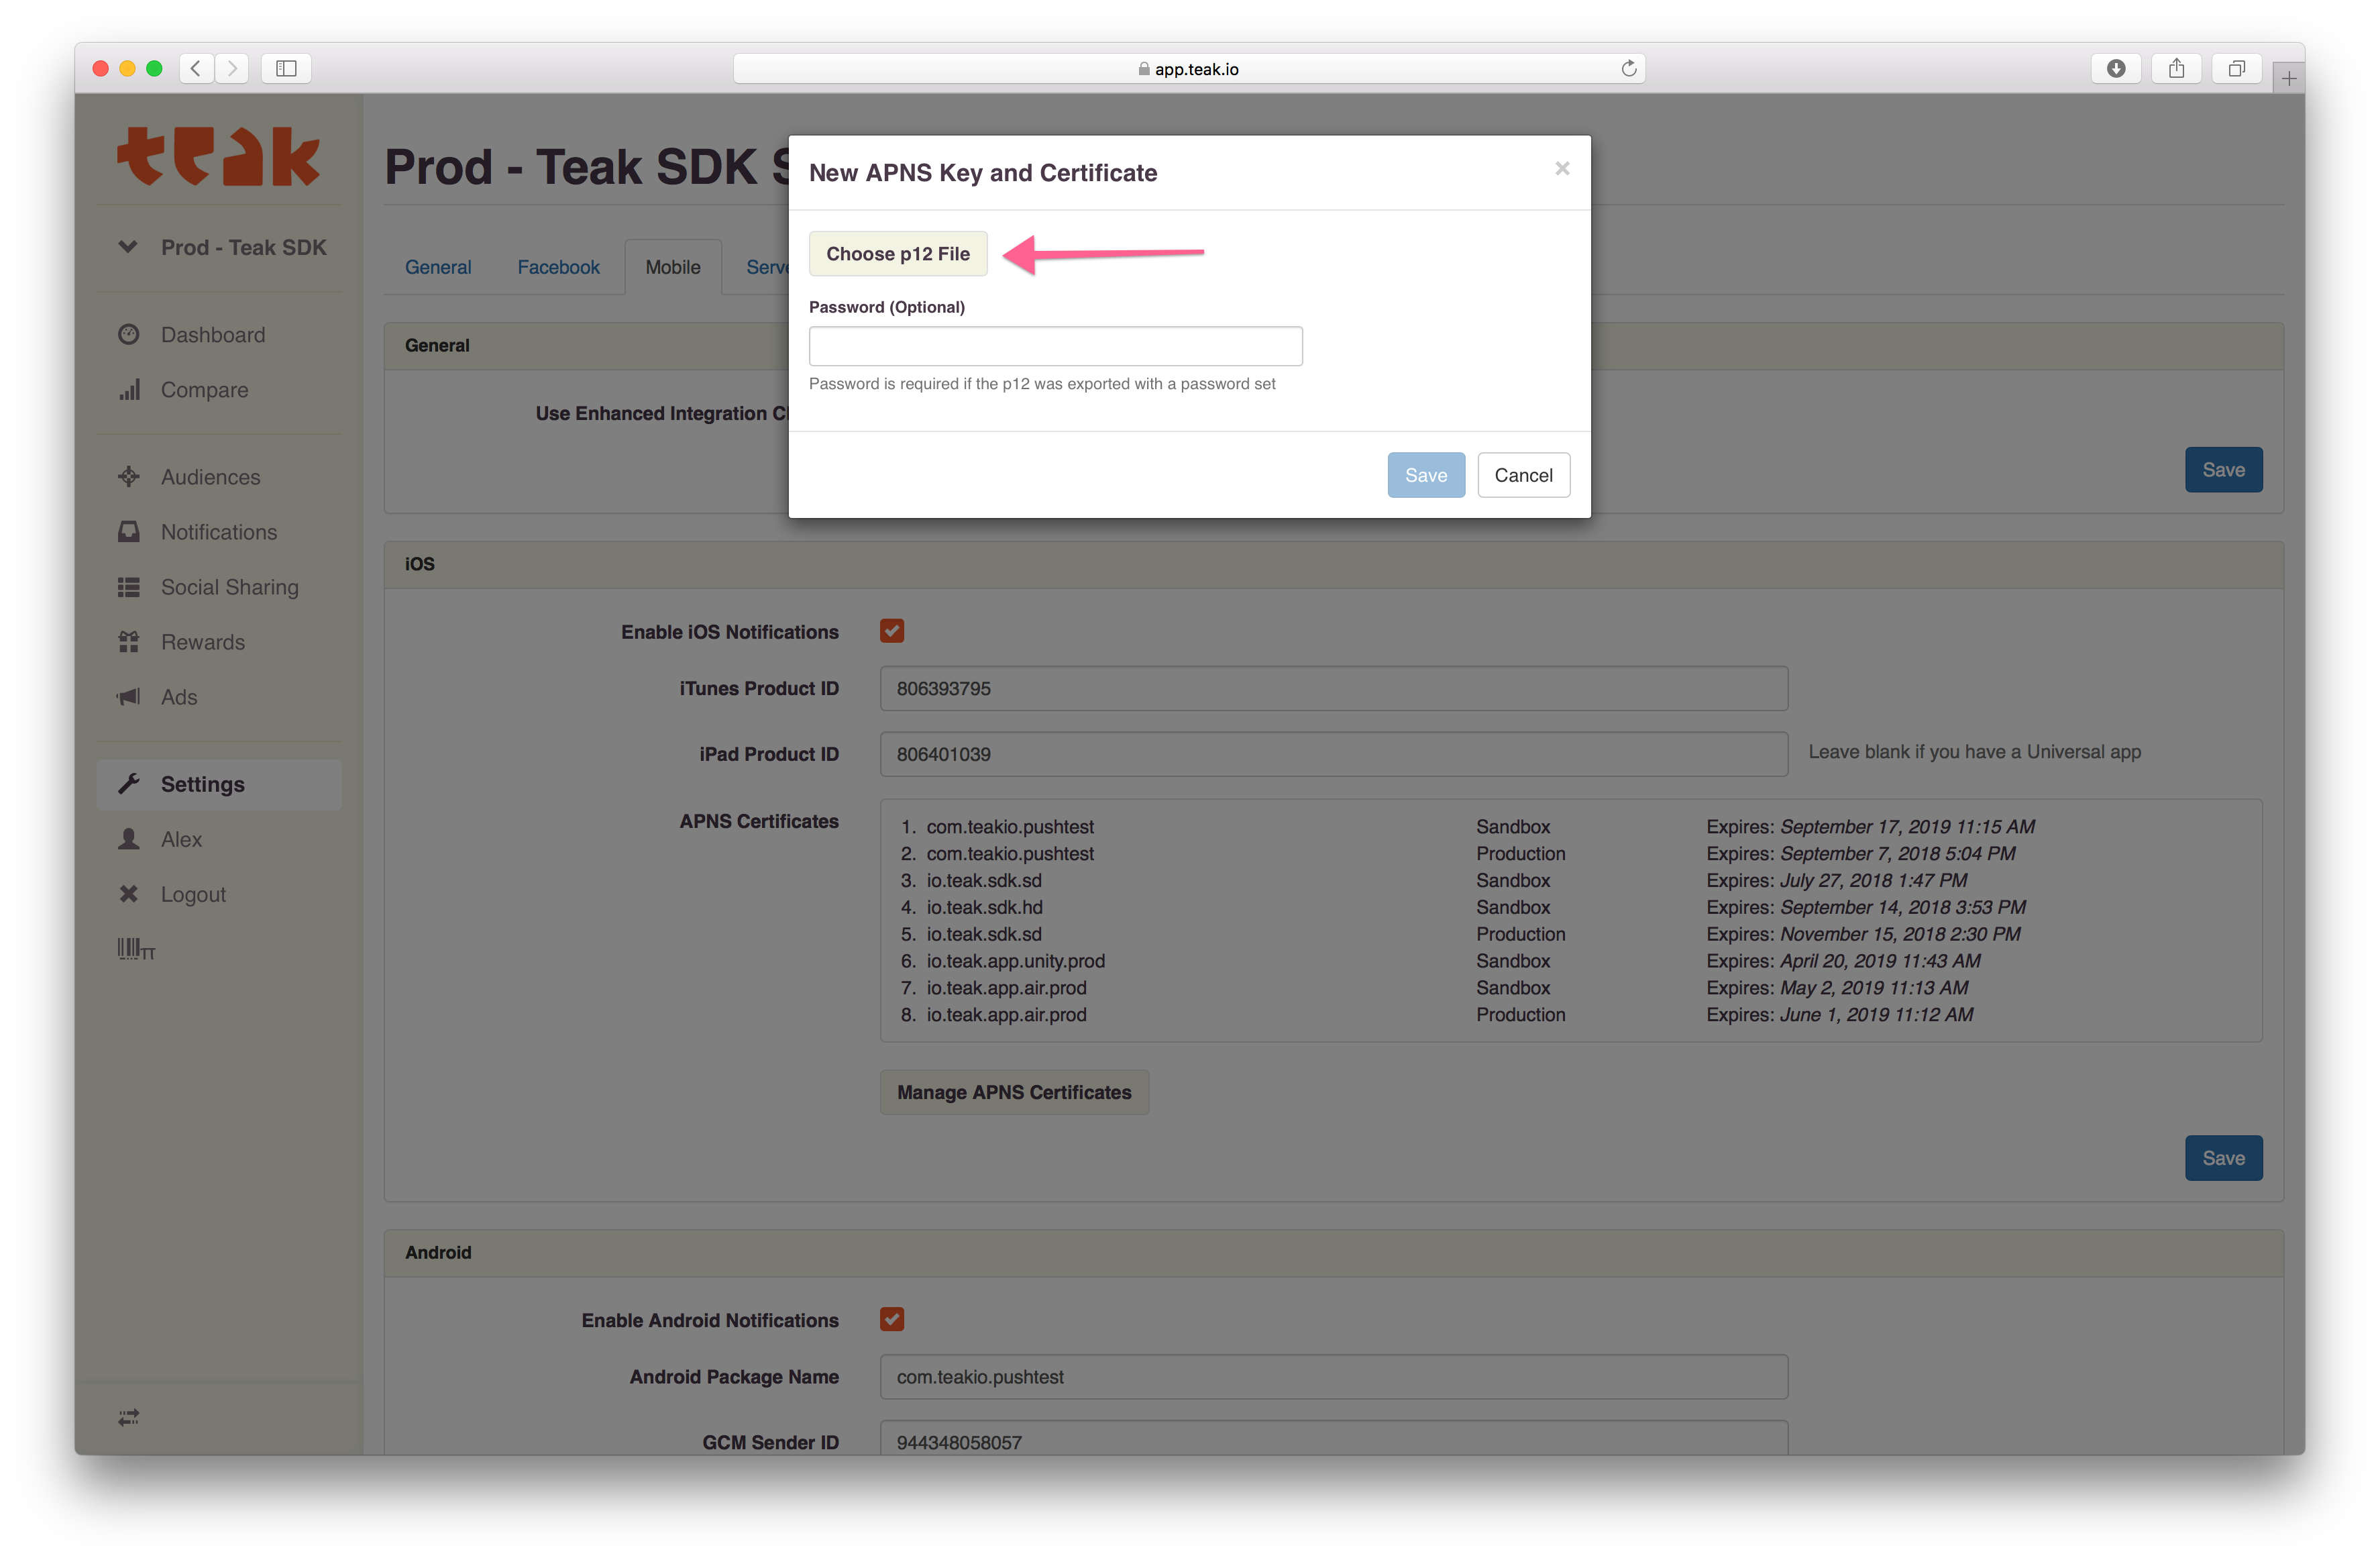 app.teak.io
teak
Prod - Teak SDK
Dashboard
Compare
Audiences
Notifications
Social Sharing
Rewards
Ads
Settings
Alex
Logout
Prod - Teak SDK
General Facebook Mobile
New APNS Key and Certificate ×
Choose p12 File
Password (Optional)
Password is required if the p12 was exported with a password set
Save Cancel
General
Use Enhanced Integration
Save
iOS
Enable iOS Notifications
iTunes Product ID 806393795
iPad Product ID 806401039 Leave blank if you have a Universal app
APNS Certificates
1. com.teakio.pushtest Sandbox Expires: September 17, 2019 11:15 AM
2. com.teakio.pushtest Production Expires: September 7, 2018 5:04 PM
3. io.teak.sdk.sd Sandbox Expires: July 27, 2018 1:47 PM
4. io.teak.sdk.hd Sandbox Expires: September 14, 2018 3:53 PM
5. io.teak.sdk.sd Production Expires: November 15, 2018 2:30 PM
6. io.teak.app.unity.prod Sandbox Expires: April 20, 2019 11:43 AM
7. io.teak.app.air.prod Sandbox Expires: May 2, 2019 11:13 AM
8. io.teak.app.air.prod Production Expires: June 1, 2019 11:12 AM
Manage APNS Certificates
Save
Android
Enable Android Notifications
Android Package Name com.teakio.pushtest
GCM Sender ID 944348058057